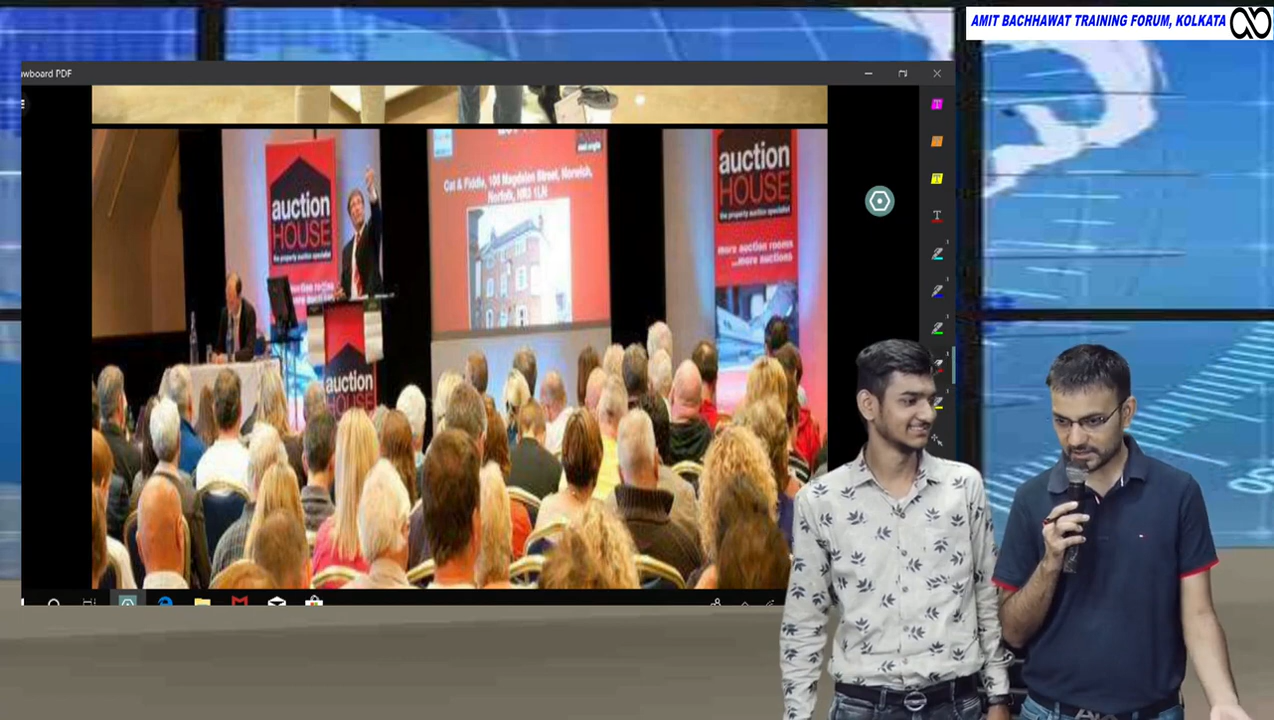 AMIT BACHHAWAT TRAINING FORUM, KOLKATA
wboard PDF
auction
HOUSE
the property auction specialist
Cat & Fiddle, 105 Magdalen Street, Norwich,
Norfolk, NR3 1LN
auction
HOUSE
the property auction specialist
more auction rooms
...more auctions
auction
HOUSE
T
T
T